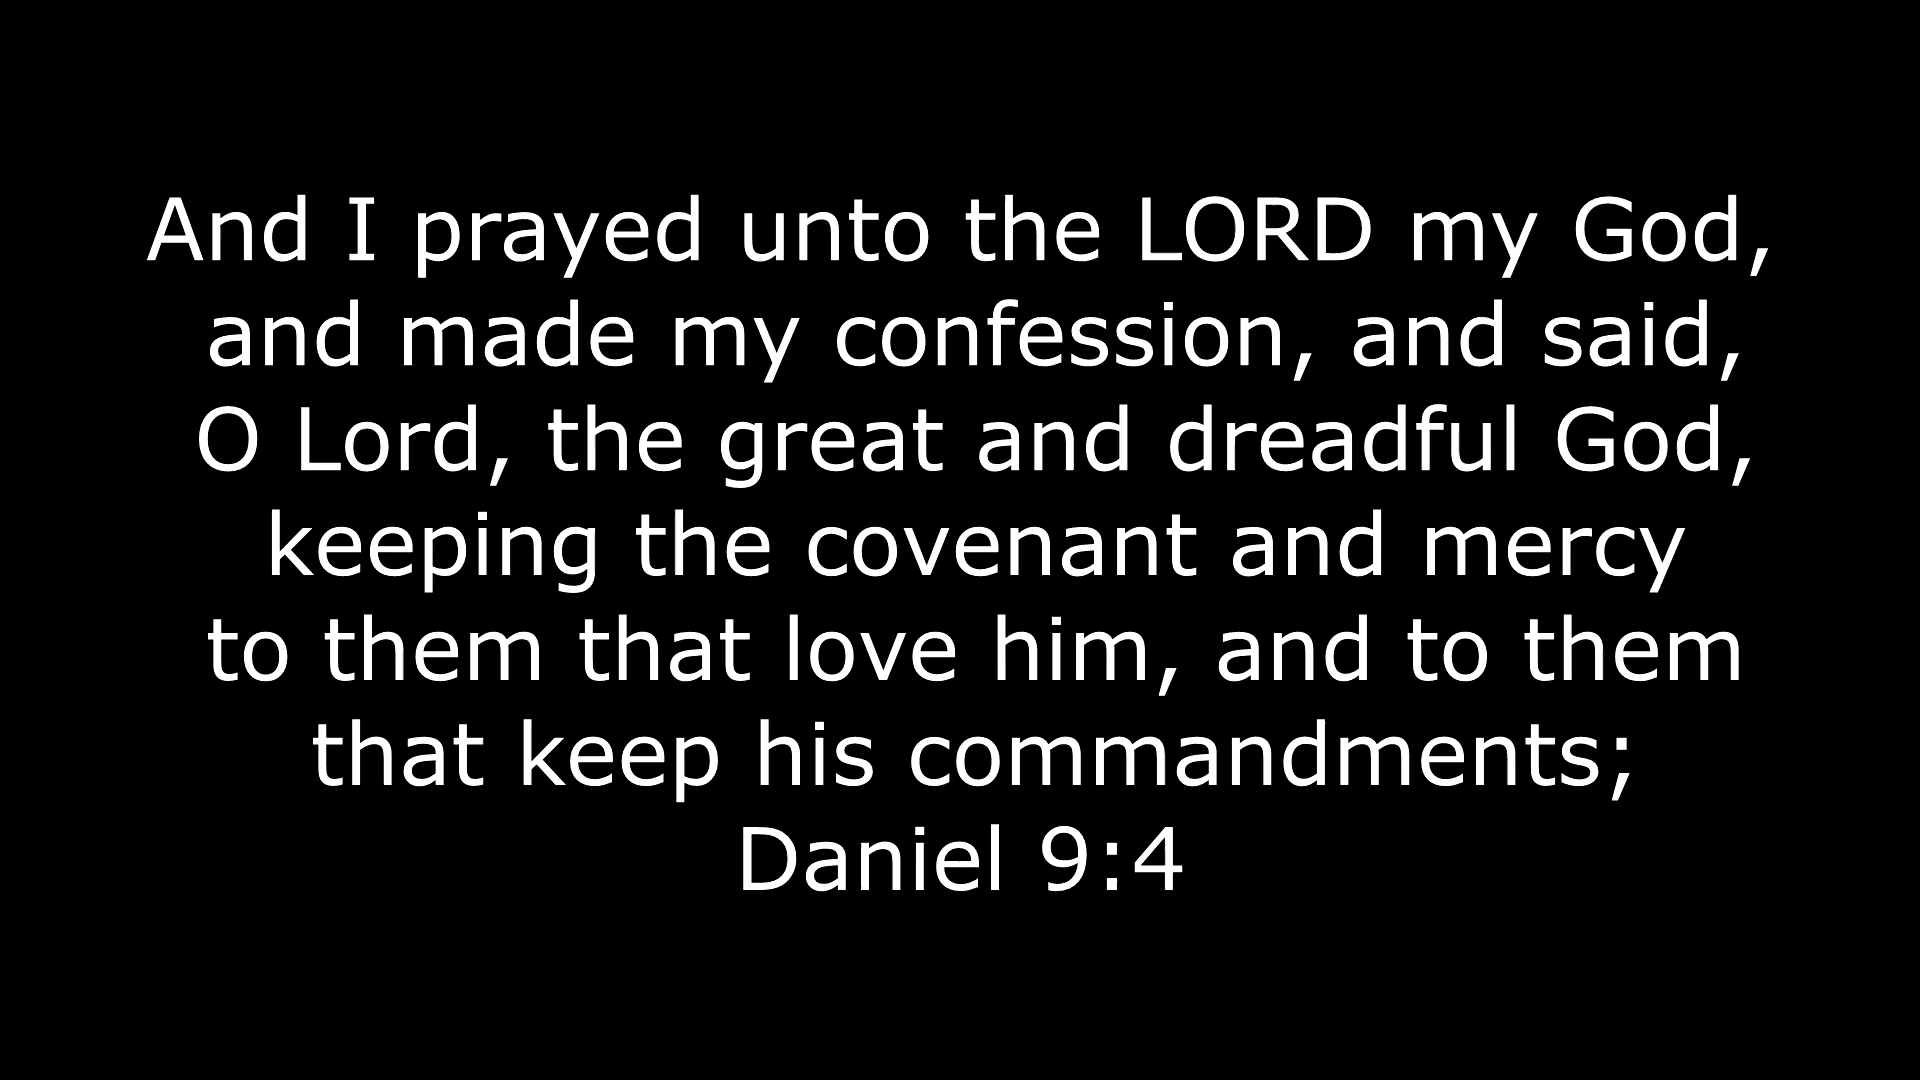 And I prayed unto the LORD my God,
and made my confession, and said,
O Lord, the great and dreadful God,
keeping the covenant and mercy
to them that love him, and to them
that keep his commandments;
Daniel 9:4